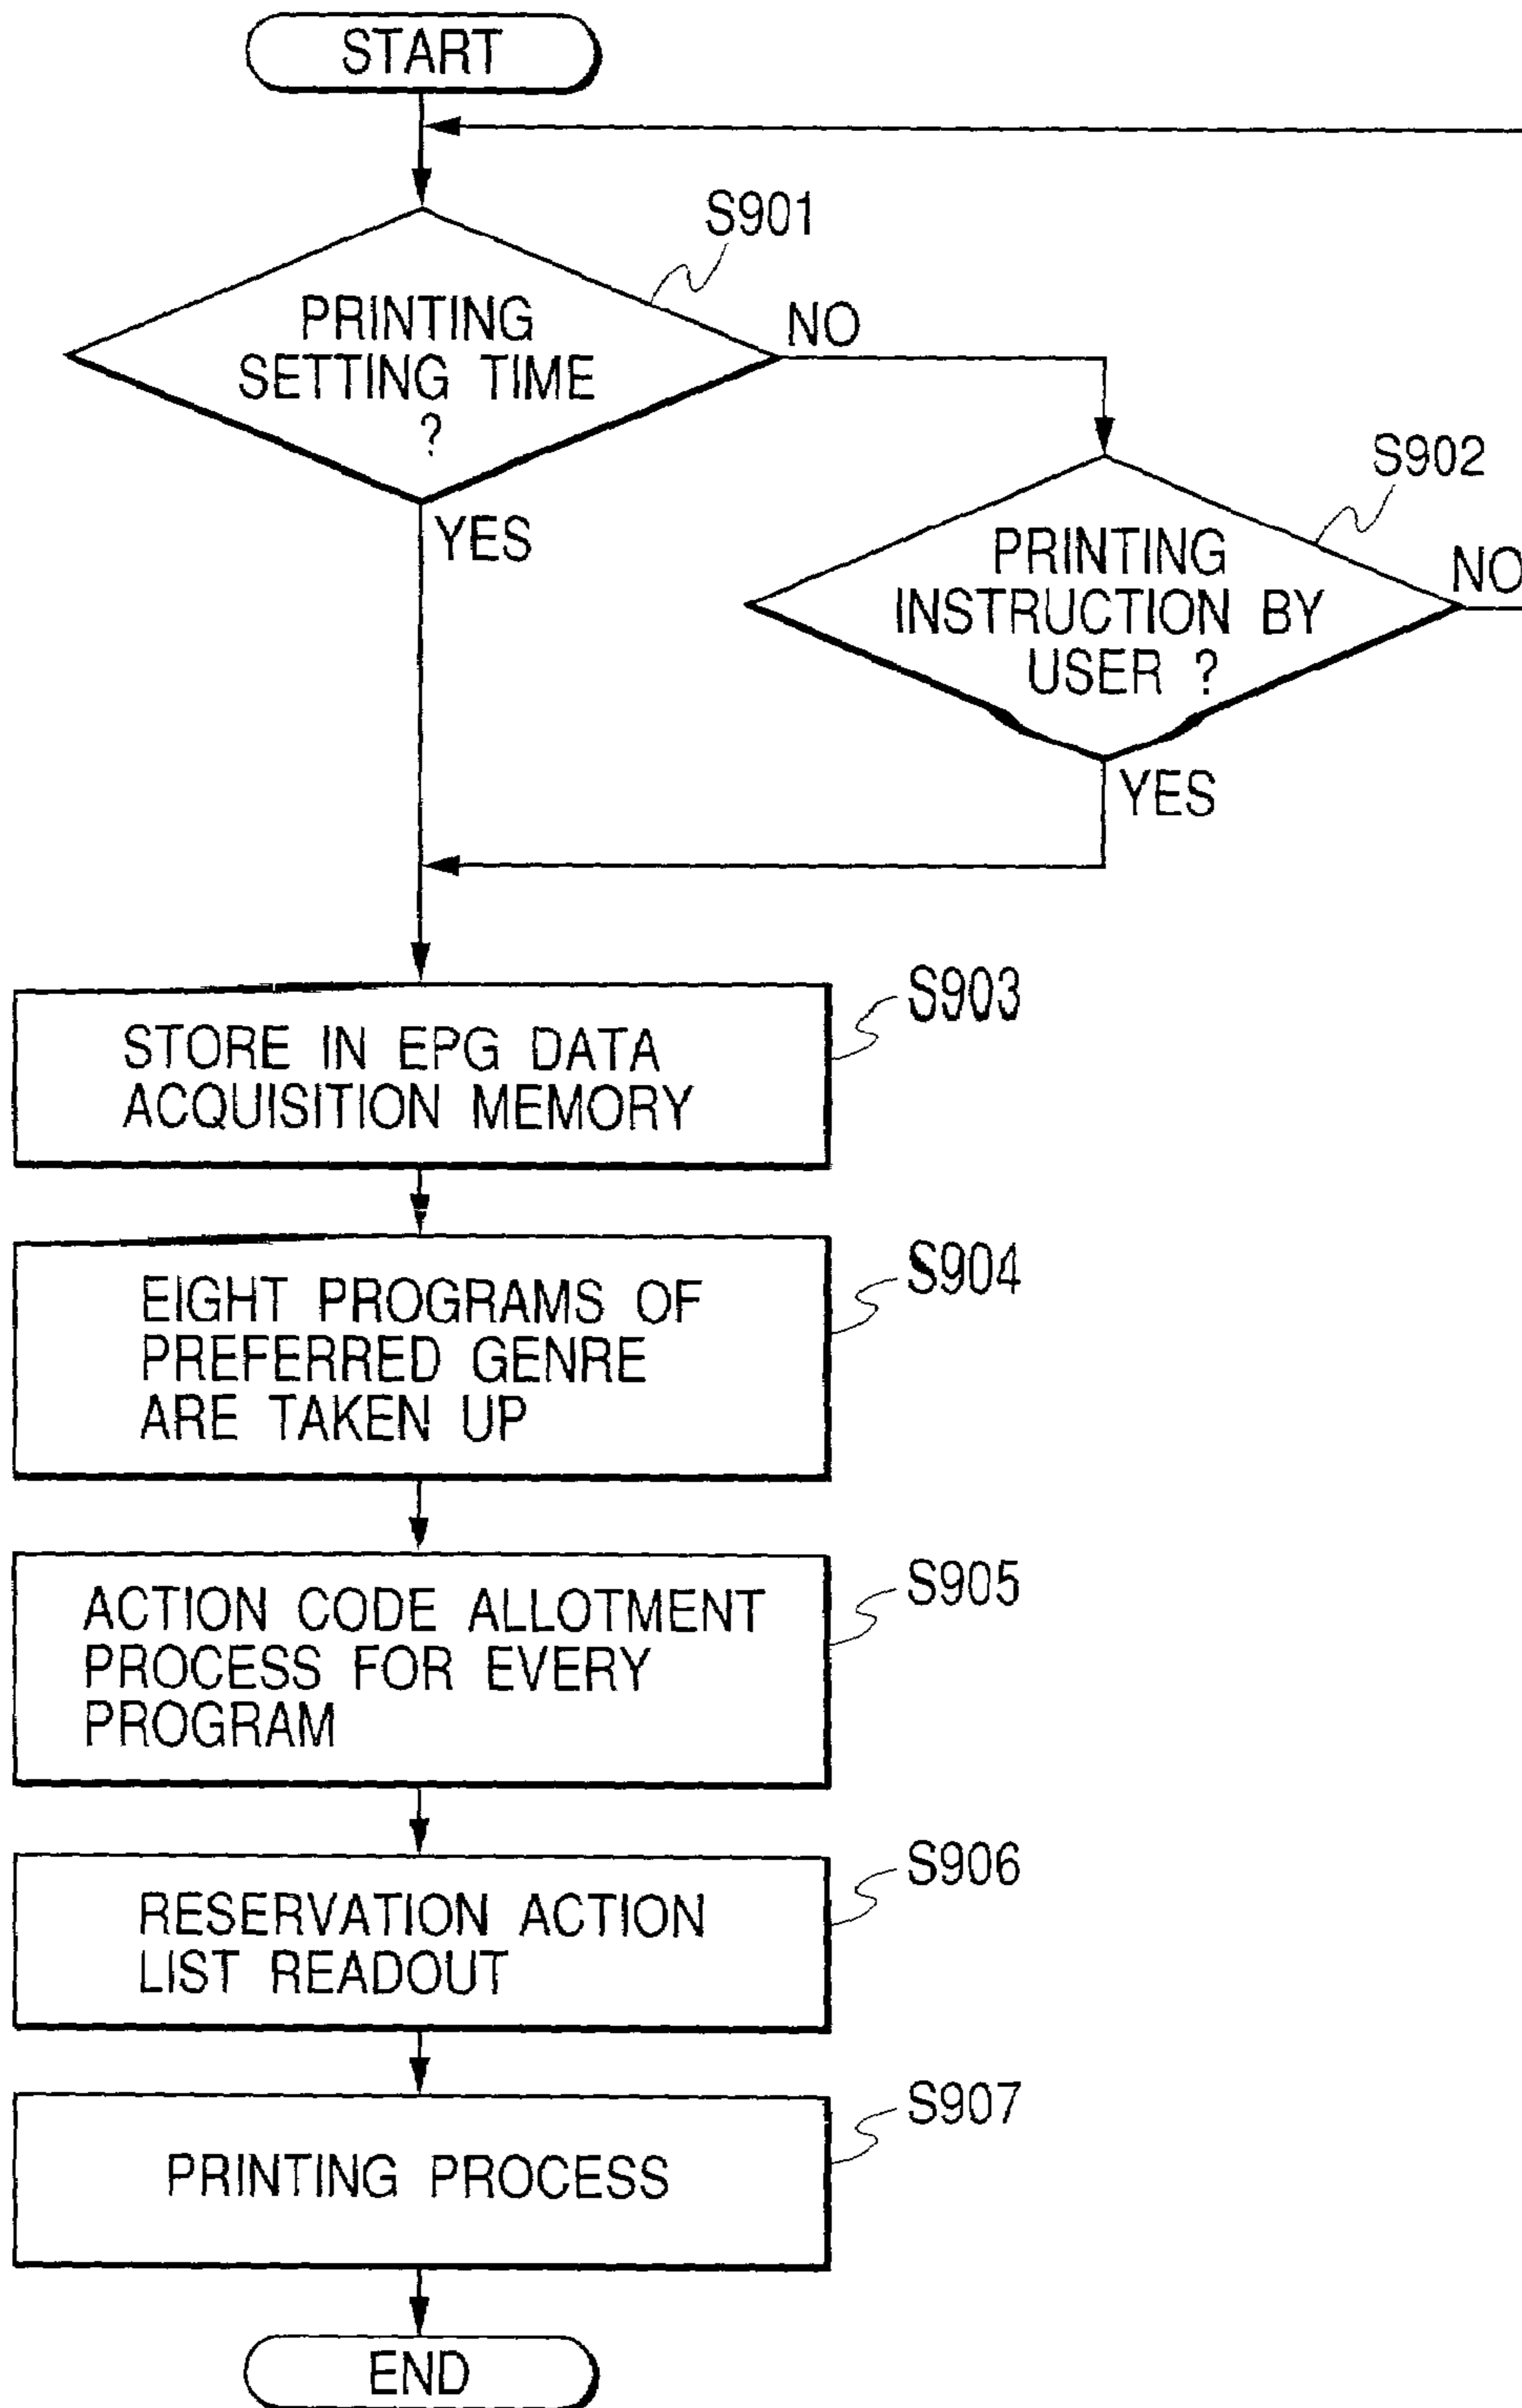 START
S901
PRINTING
SETTING TIME
?
NO
YES
S902
PRINTING
INSTRUCTION BY
USER ?
NO
YES
S903
STORE IN EPG DATA
ACQUISITION MEMORY
S904
EIGHT PROGRAMS OF
PREFERRED GENRE
ARE TAKEN UP
S905
ACTION CODE ALLOTMENT
PROCESS FOR EVERY
PROGRAM
S906
RESERVATION ACTION
LIST READOUT
S907
PRINTING PROCESS
END